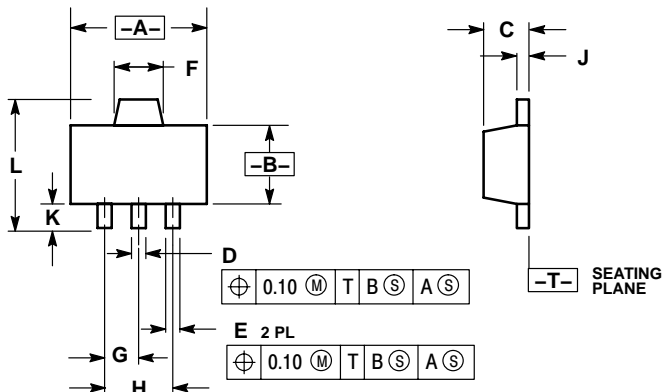 –A–
C
F
J
L
–B–
K
D
–T– SEATING PLANE
⌖ 0.10 Ⓜ T B Ⓢ A Ⓢ
E 2 PL
G
⌖ 0.10 Ⓜ T B Ⓢ A Ⓢ
H